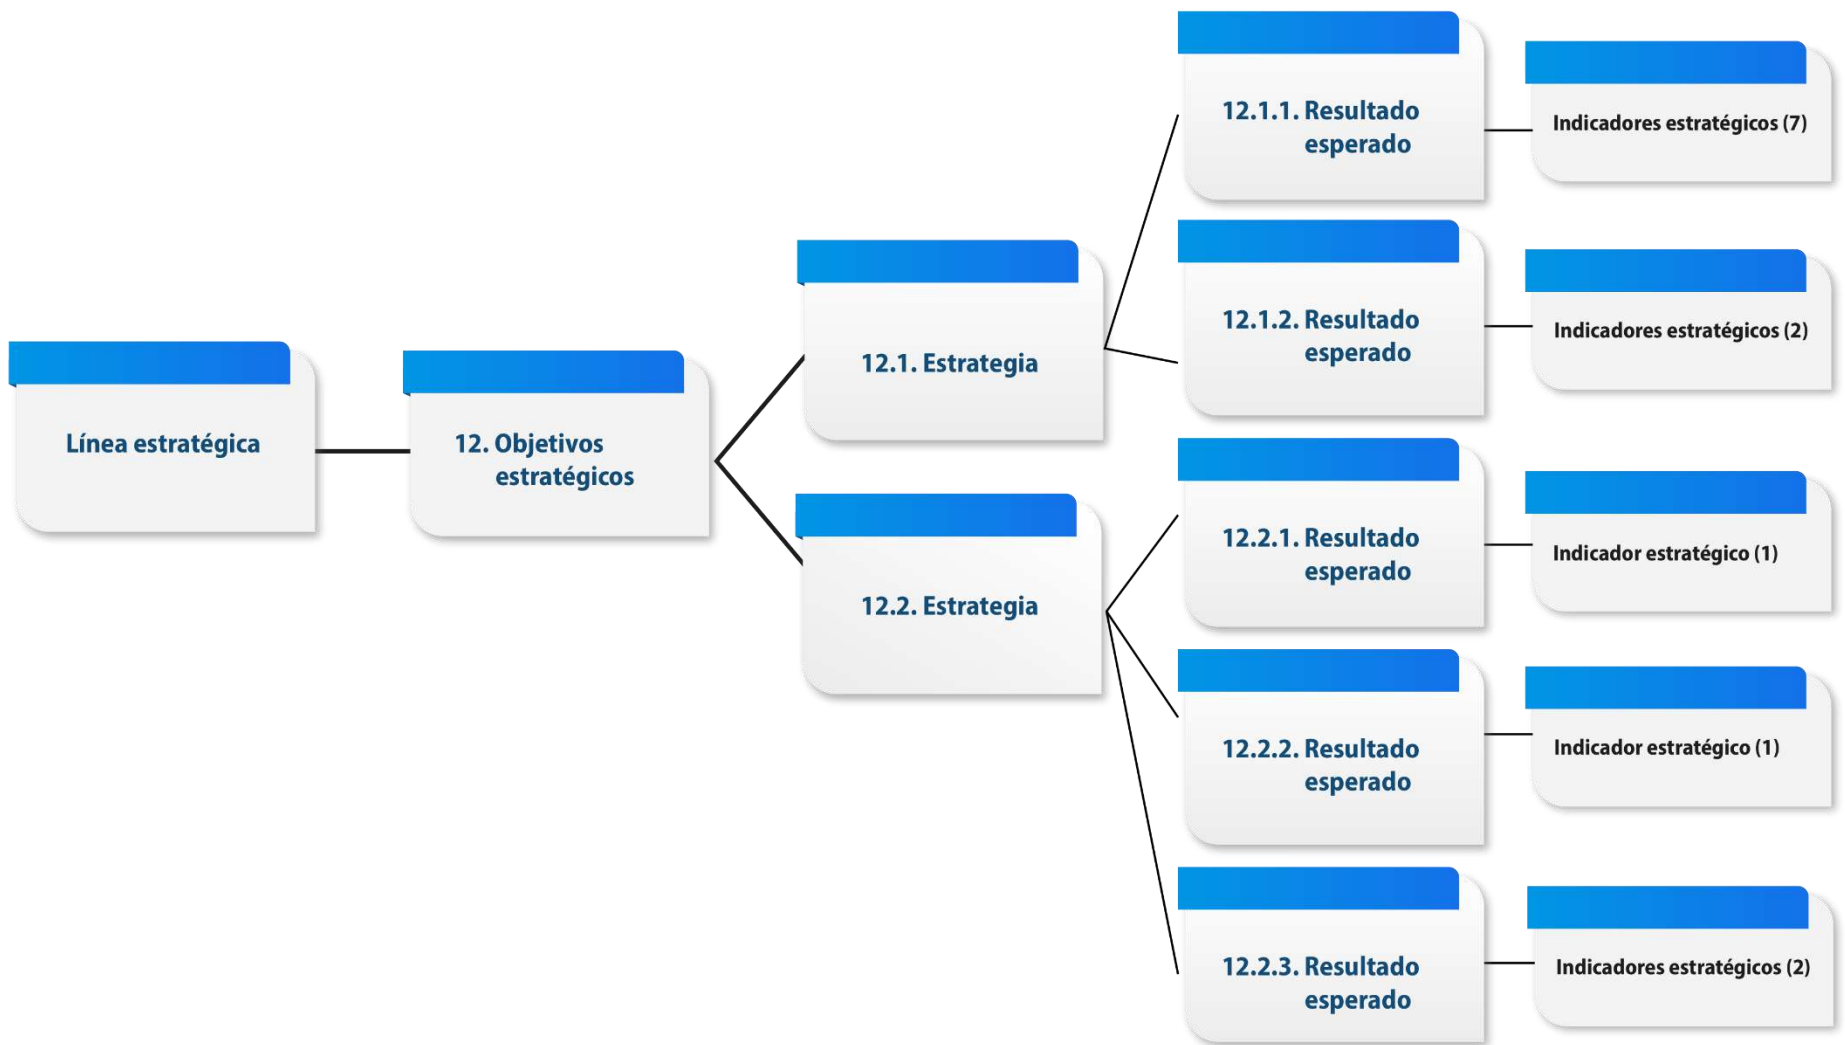 Línea estratégica
12. Objetivos
estratégicos
12.1. Estrategia
12.2. Estrategia
12.1.1. Resultado
esperado
Indicadores estratégicos (7)
12.1.2. Resultado
esperado
Indicadores estratégicos (2)
12.2.1. Resultado
esperado
Indicador estratégico (1)
12.2.2. Resultado
esperado
Indicador estratégico (1)
12.2.3. Resultado
esperado
Indicadores estratégicos (2)